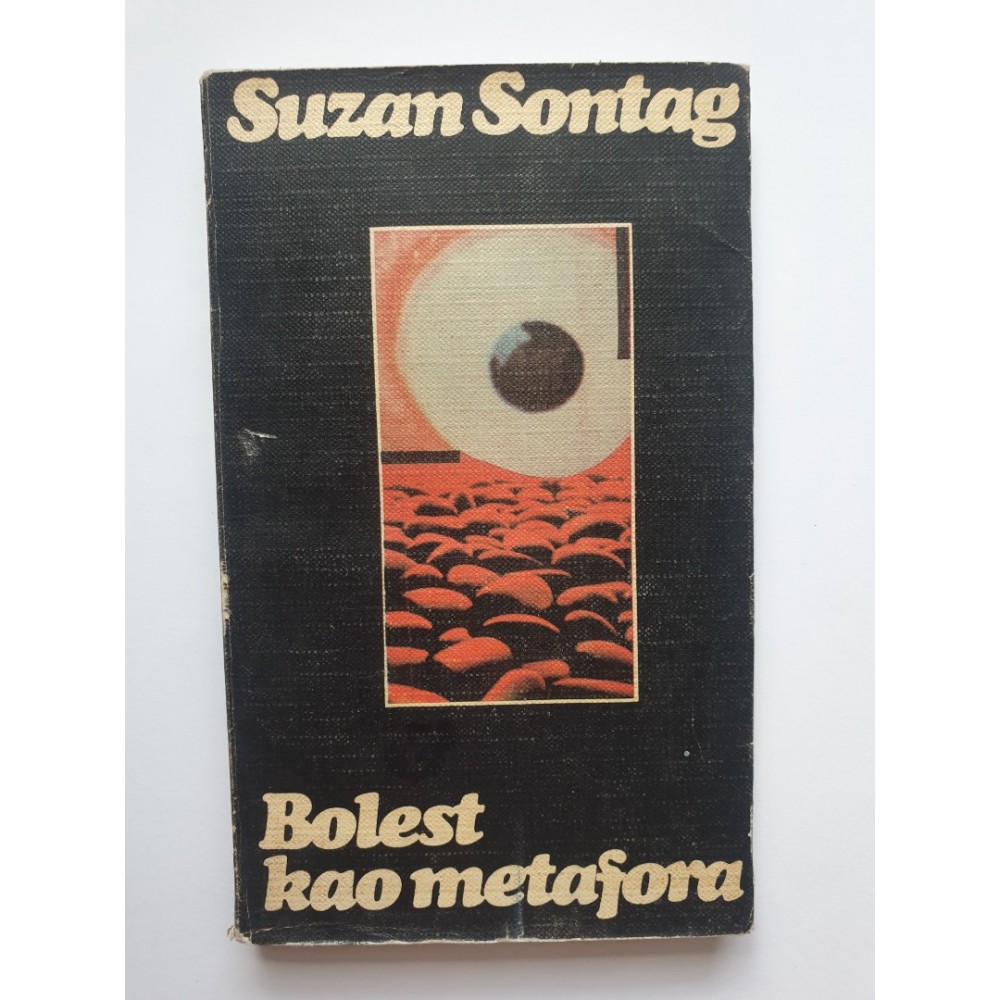 Suzan Sontag
Bolest
kao metafora